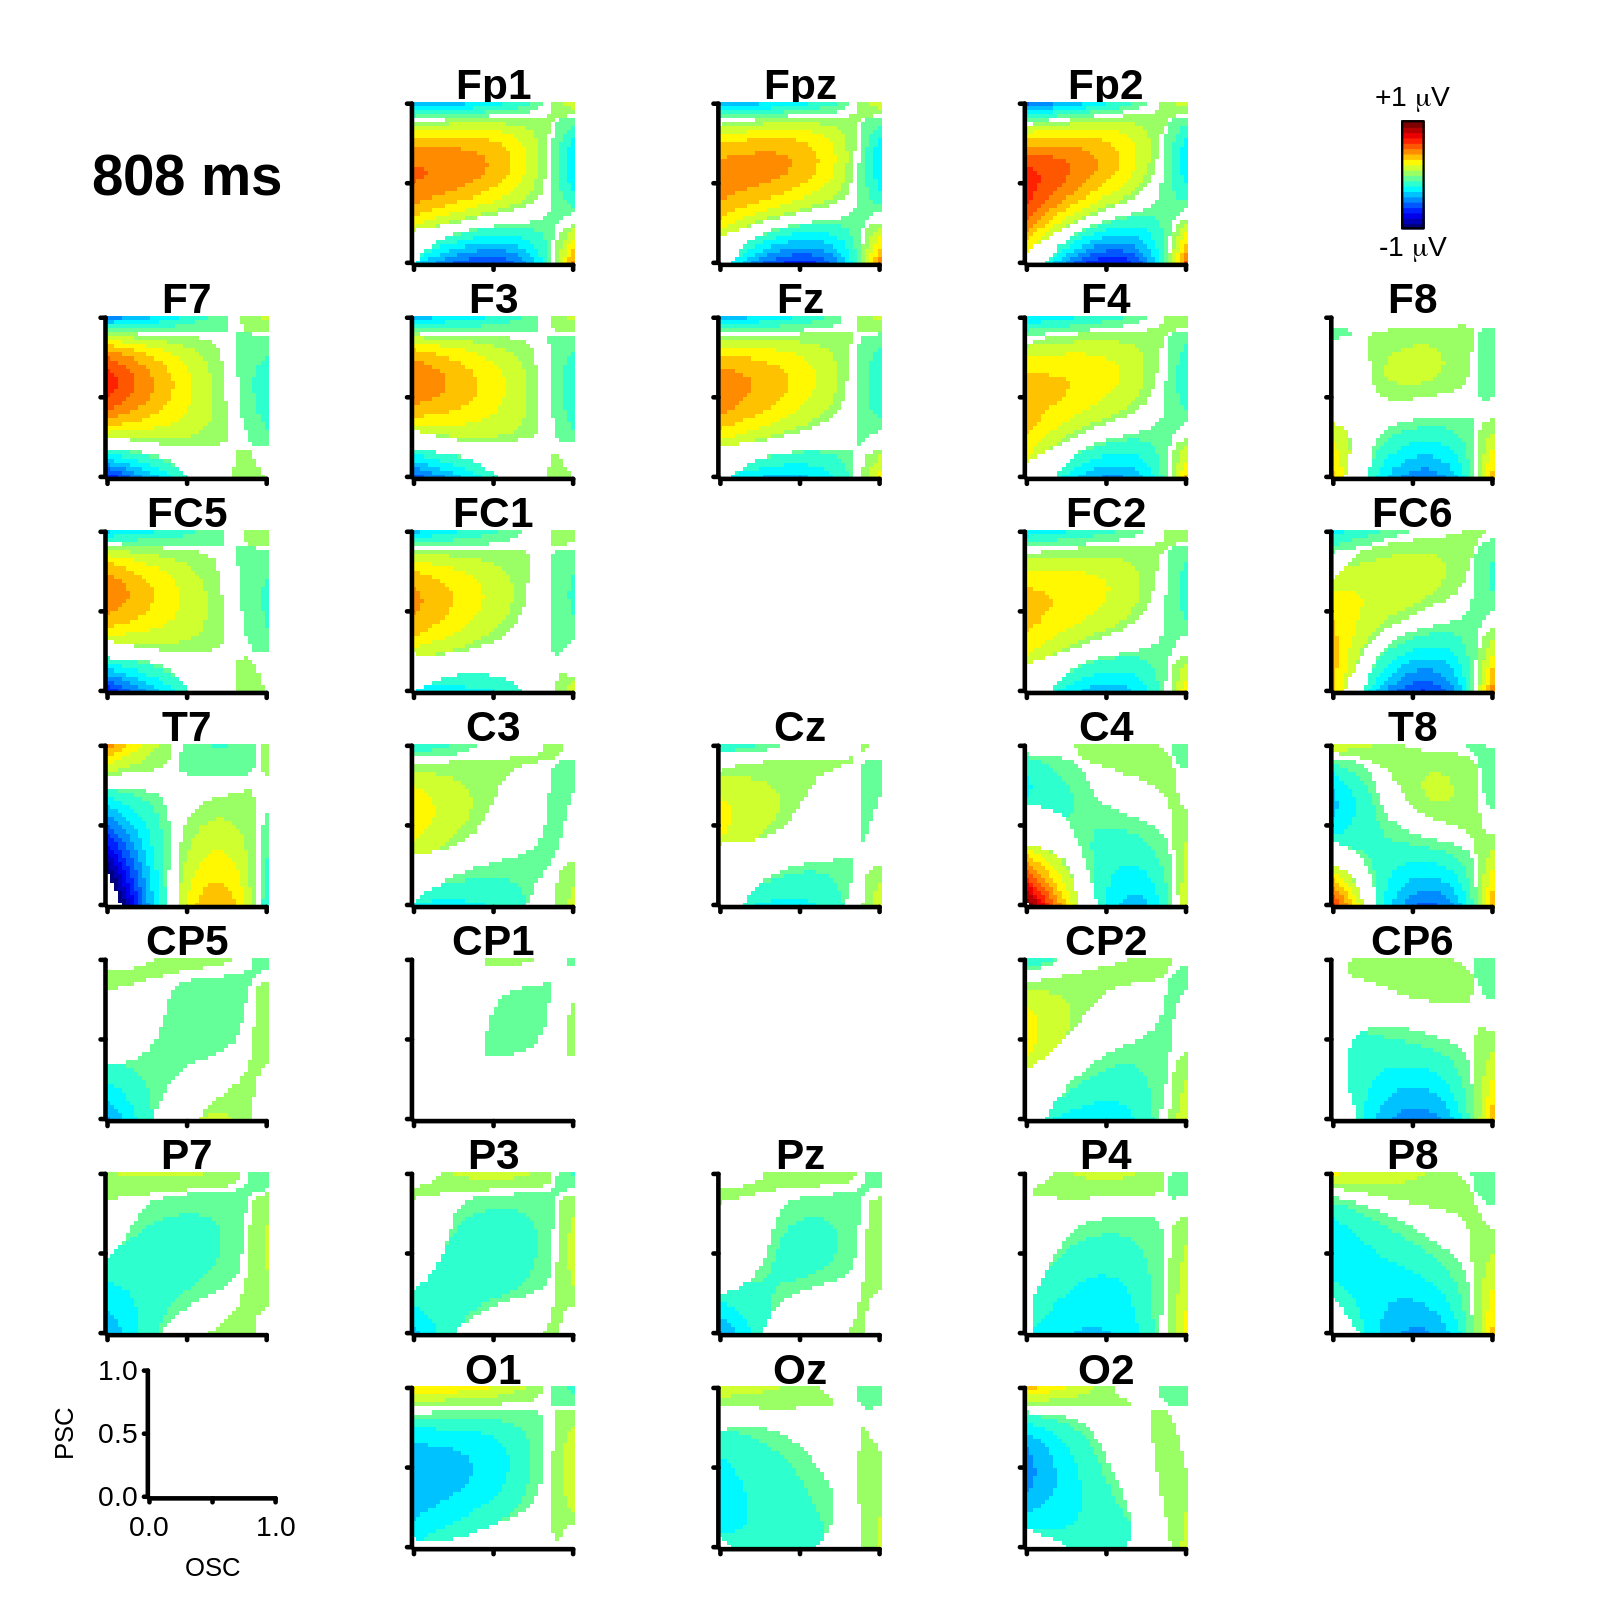 Fp1 Fpz Fp2 +1 μV
808 ms
-1 μV
F7 F3 Fz F4 F8
FC5 FC1 FC2 FC6
T7 C3 Cz C4 T8
CP5 CP1 CP2 CP6
P7 P3 Pz P4 P8
O1 Oz O2
1.0
PSC 0.5
0.0
0.0 1.0
OSC